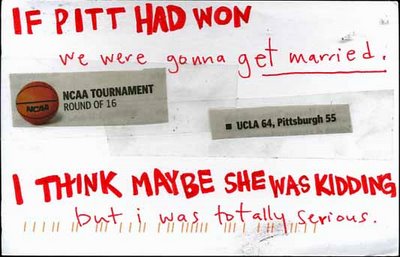 IF PITT HAD WON
we were gonna get married.
NCAA
NCAA TOURNAMENT
ROUND OF 16
■ UCLA 64, Pittsburgh 55
I THINK MAYBE SHE WAS KIDDING
but i was totally serious.